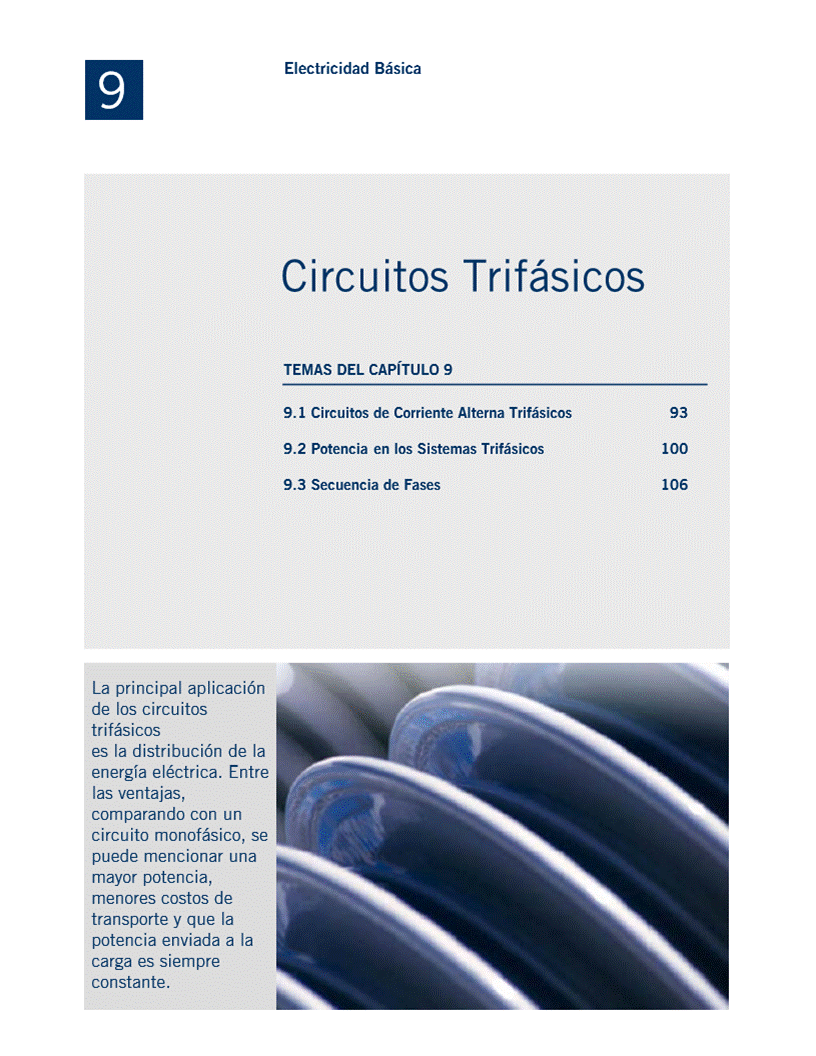 9
Electricidad Básica
Circuitos Trifásicos
TEMAS DEL CAPÍTULO 9
9.1 Circuitos de Corriente Alterna Trifásicos 93
9.2 Potencia en los Sistemas Trifásicos 100
9.3 Secuencia de Fases 106
La principal aplicación
de los circuitos
trifásicos
es la distribución de la
energía eléctrica. Entre
las ventajas,
comparando con un
circuito monofásico, se
puede mencionar una
mayor potencia,
menores costos de
transporte y que la
potencia enviada a la
carga es siempre
constante.